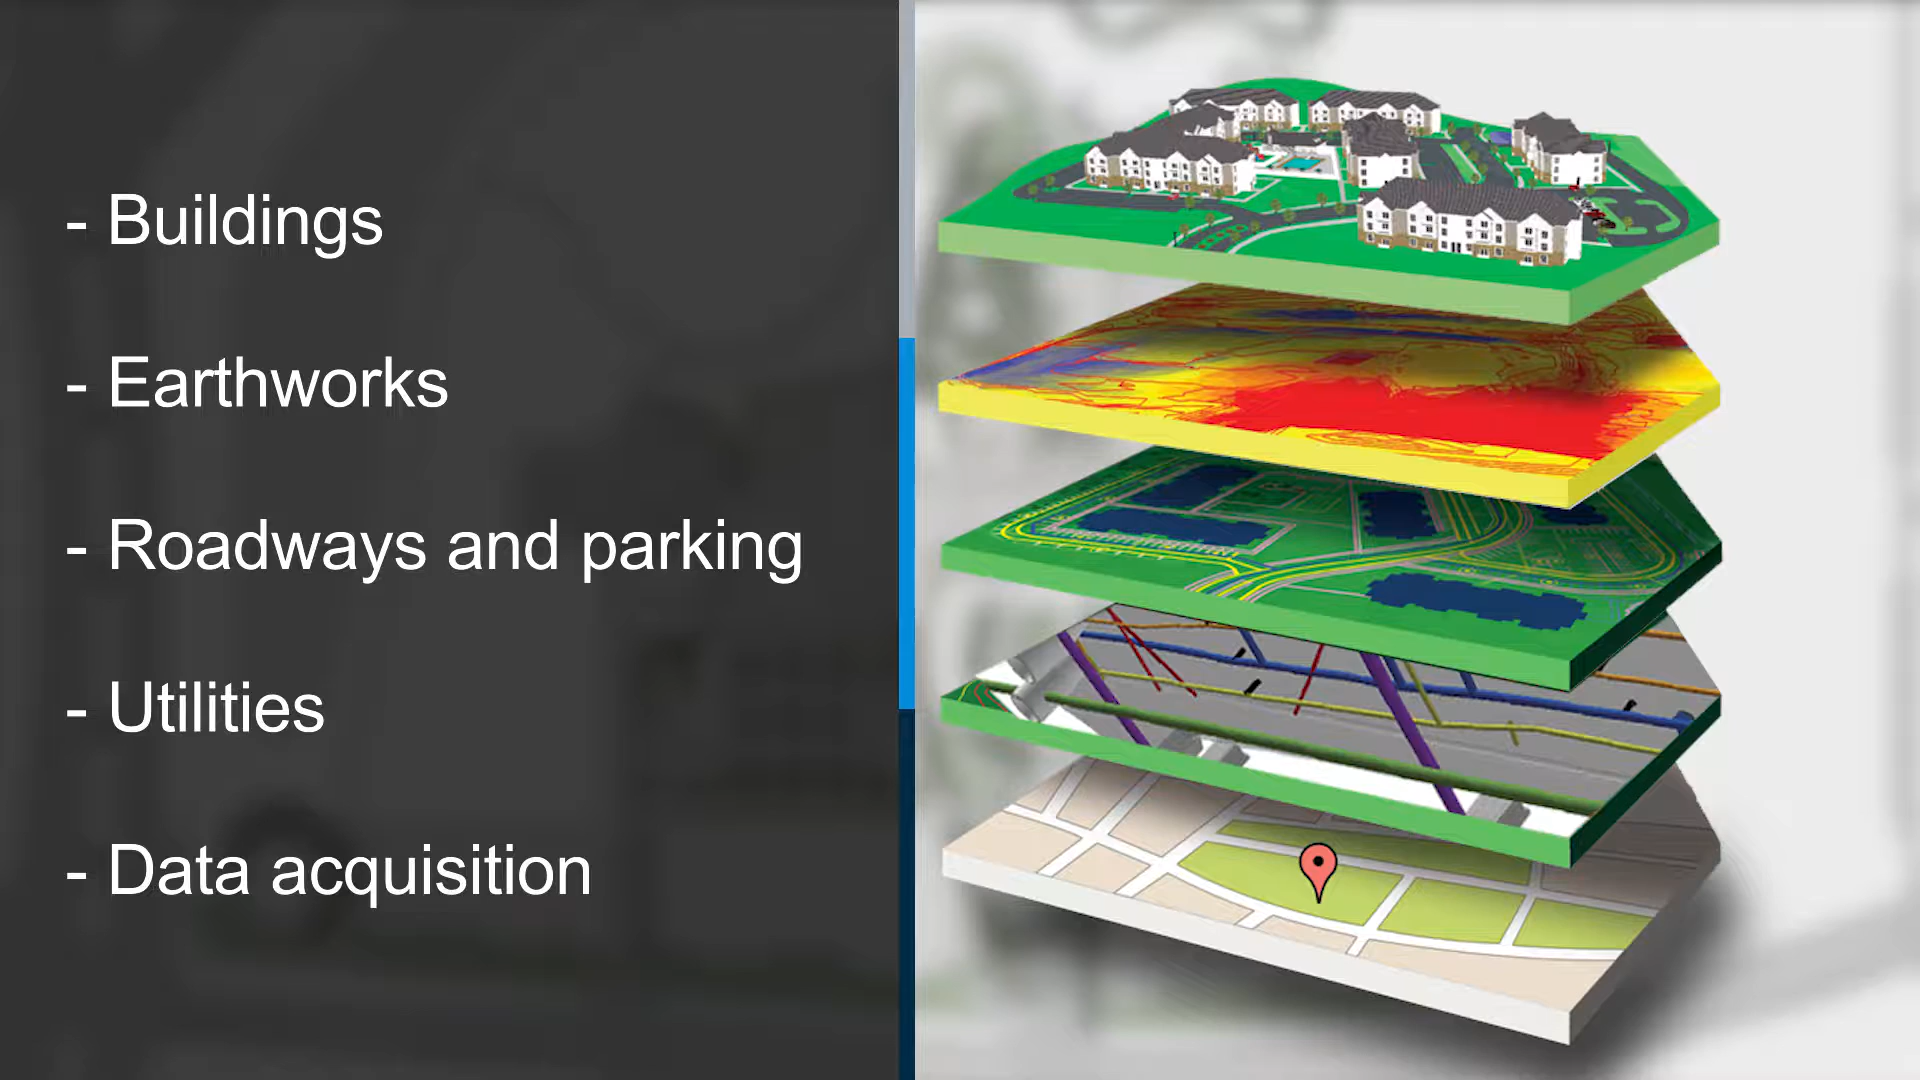 - Buildings
- Earthworks
- Roadways and parking
- Utilities
- Data acquisition